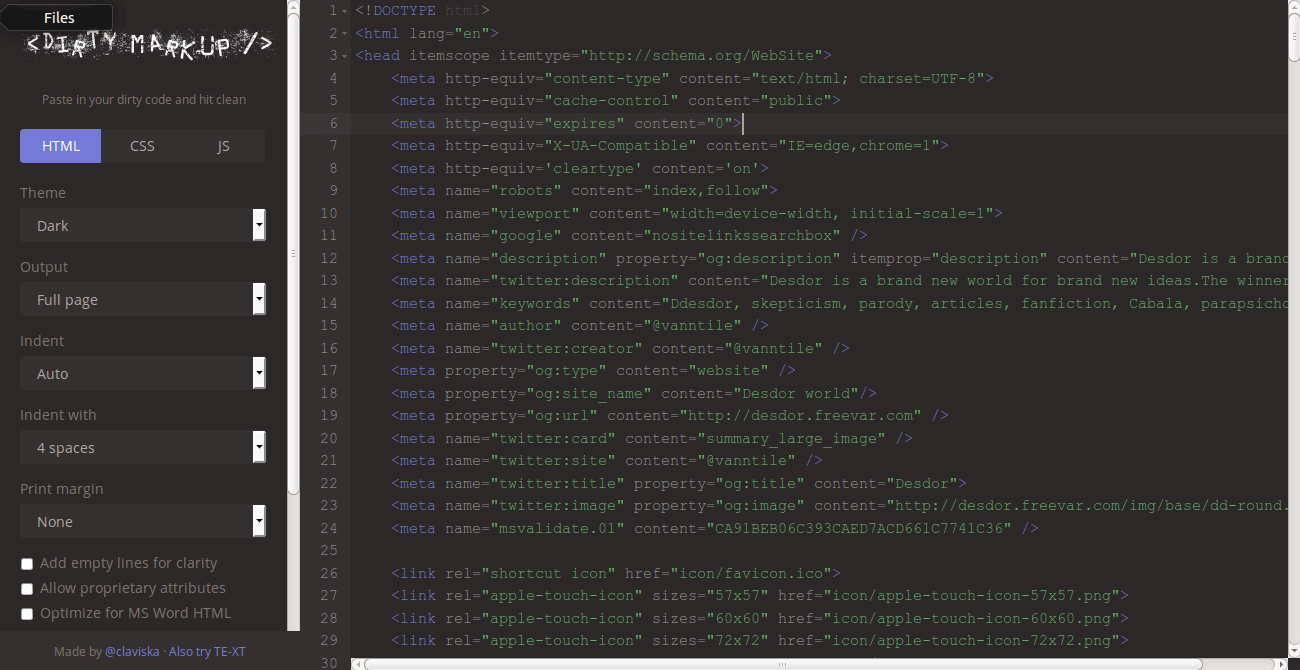 Files
<DIRTY MARKUP />
Paste in your dirty code and hit clean
HTML CSS JS
Theme
Dark
Output
Full page
Indent
Auto
Indent with
4 spaces
Print margin
None
Add empty lines for clarity
Allow proprietary attributes
Optimize for MS Word HTML
Made by @claviska · Also try TE-XT
1 <!DOCTYPE html>
2 <html lang="en">
3 <head itemscope itemtype="http://schema.org/WebSite">
4 <meta http-equiv="content-type" content="text/html; charset=UTF-8">
5 <meta http-equiv="cache-control" content="public">
6 <meta http-equiv="expires" content="0">
7 <meta http-equiv="X-UA-Compatible" content="IE=edge,chrome=1">
8 <meta http-equiv='cleartype' content='on'>
9 <meta name="robots" content="index,follow">
10 <meta name="viewport" content="width=device-width, initial-scale=1">
11 <meta name="google" content="nositelinkssearchbox" />
12 <meta name="description" property="og:description" itemprop="description" content="Desdor is a brand
13 <meta name="twitter:description" content="Desdor is a brand new world for brand new ideas.The winner
14 <meta name="keywords" content="Ddesdor, skepticism, parody, articles, fanfiction, Cabala, parapsicho
15 <meta name="author" content="@vanntile" />
16 <meta name="twitter:creator" content="@vanntile" />
17 <meta property="og:type" content="website" />
18 <meta property="og:site_name" content="Desdor world"/>
19 <meta property="og:url" content="http://desdor.freevar.com" />
20 <meta name="twitter:card" content="summary_large_image" />
21 <meta name="twitter:site" content="@vanntile" />
22 <meta name="twitter:title" property="og:title" content="Desdor">
23 <meta name="twitter:image" property="og:image" content="http://desdor.freevar.com/img/base/dd-round.
24 <meta name="msvalidate.01" content="CA91BEB06C393CAED7ACD661C7741C36" />
25
26 <link rel="shortcut icon" href="icon/favicon.ico">
27 <link rel="apple-touch-icon" sizes="57x57" href="icon/apple-touch-icon-57x57.png">
28 <link rel="apple-touch-icon" sizes="60x60" href="icon/apple-touch-icon-60x60.png">
29 <link rel="apple-touch-icon" sizes="72x72" href="icon/apple-touch-icon-72x72.png">
30